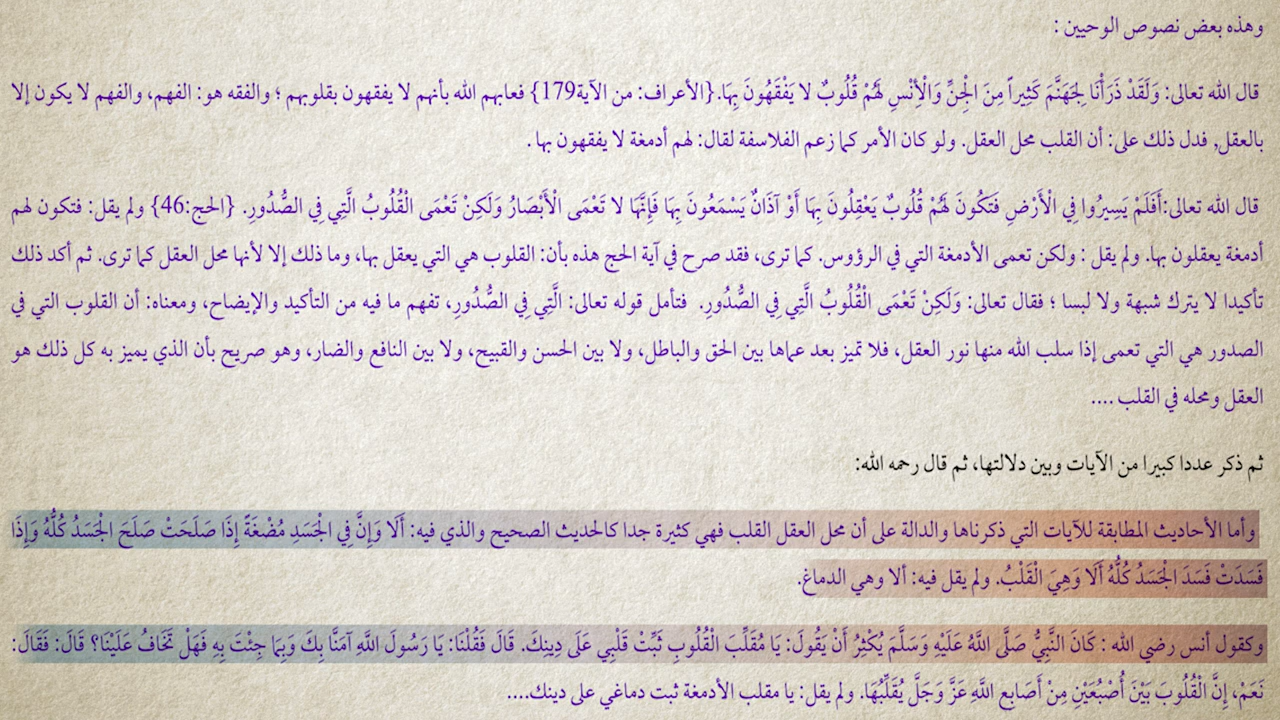 وهذه بعض نصوص الوحيين :
قال الله تعالى: وَلَقَدْ ذَرَأْنَا لِجَهَنَّمَ كَثِيراً مِنَ الْجِنِّ وَالْأِنْسِ لَهُمْ قُلُوبٌ لا يَفْقَهُونَ بِهَا.{الأعراف: من الآية179} فعابهم الله بأنهم لا يفقهون بقلوبهم ؛ والفقه هو: الفهم، والفهم لا يكون إلا
بالعقل, فدل ذلك على: أن القلب محل العقل. ولو كان الأمر كما زعم الفلاسفة لقال: لهم أدمغة لا يفقهون بها .
قال الله تعالى:أَفَلَمْ يَسِيرُوا فِي الْأَرْضِ فَتَكُونَ لَهُمْ قُلُوبٌ يَعْقِلُونَ بِهَا أَوْ آذَانٌ يَسْمَعُونَ بِهَا فَإِنَّهَا لا تَعْمَى الْأَبْصَارُ وَلَكِنْ تَعْمَى الْقُلُوبُ الَّتِي فِي الصُّدُورِ. {الحج:46} ولم يقل: فتكون لهم
أدمغة يعقلون بها. ولم يقل : ولكن تعمى الأدمغة التي في الرؤوس. كما ترى، فقد صرح في آية الحج هذه بأن: القلوب هي التي يعقل بها، وما ذلك إلا لأنها محل العقل كما ترى. ثم أكد ذلك
تأكيدا لا يترك شبهة ولا لبسا ؛ فقال تعالى: وَلَكِنْ تَعْمَى الْقُلُوبُ الَّتِي فِي الصُّدُورِ. فتأمل قوله تعالى: الَّتِي فِي الصُّدُورِ، تفهم ما فيه من التأكيد والإيضاح، ومعناه: أن القلوب التي في
الصدور هي التي تعمى إذا سلب الله منها نور العقل، فلا تميز بعد عماها بين الحق والباطل، ولا بين الحسن والقبيح، ولا بين النافع والضار، وهو صريح بأن الذي يميز به كل ذلك هو
العقل ومحله في القلب ....
ثم ذكر عددا كبيرا من الآيات وبين دلالتها، ثم قال رحمه الله:
وأما الأحاديث المطابقة للآيات التي ذكرناها والدالة على أن محل العقل القلب فهي كثيرة جدا كالحديث الصحيح والذي فيه: أَلَا وَإِنَّ فِي الْجَسَدِ مُضْغَةً إِذَا صَلَحَتْ صَلَحَ الْجَسَدُ كُلُّهُ وَإِذَا
فَسَدَتْ فَسَدَ الْجَسَدُ كُلُّهُ أَلَا وَهِيَ الْقَلْبُ. ولم يقل فيه: ألا وهي الدماغ.
وكقول أنس رضي الله : كَانَ النَّبِيُّ صَلَّى اللَّهُ عَلَيْهِ وَسَلَّمَ يُكْثِرُ أَنْ يَقُولَ: يَا مُقَلِّبَ الْقُلُوبِ ثَبِّتْ قَلْبِي عَلَى دِينِكَ. قَالَ فَقُلْنَا: يَا رَسُولَ اللَّهِ آمَنَّا بِكَ وَبِمَا جِئْتَ بِهِ فَهَلْ تَخَافُ عَلَيْنَا؟ قَالَ: فَقَالَ:
نَعَمْ، إِنَّ الْقُلُوبَ بَيْنَ أُصْبُعَيْنِ مِنْ أَصَابِعِ اللَّهِ عَزَّ وَجَلَّ يُقَلِّبُهَا. ولم يقل: يا مقلب الأدمغة ثبت دماغي على دينك....